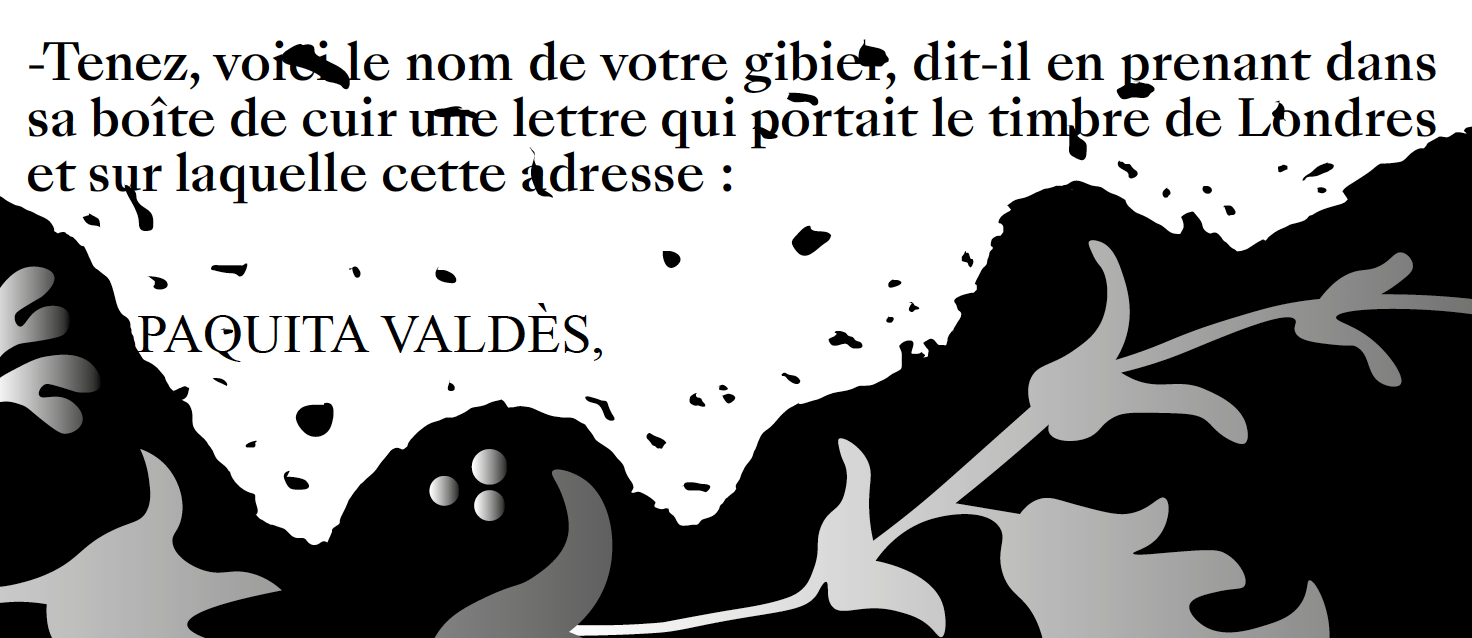 -Tenez, voici le nom de votre gibier, dit-il en prenant dans
sa boîte de cuir une lettre qui portait le timbre de Londres
et sur laquelle cette adresse :
PAQUITA VALDÈS,